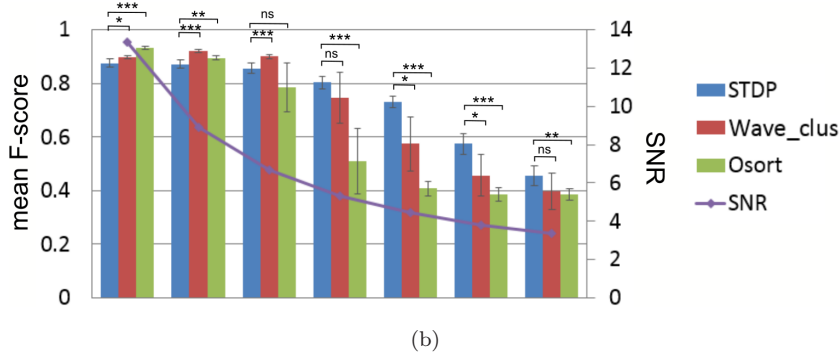 1 *** ** ns 14
* *** *** *** 12
0.8 ns *** 10
* *** STDP
0.6 * ** 8 Wave_clus
ns
0.4 6 Osort
4 SNR
0.2 2
0 0
mean F-score
SNR
(b)